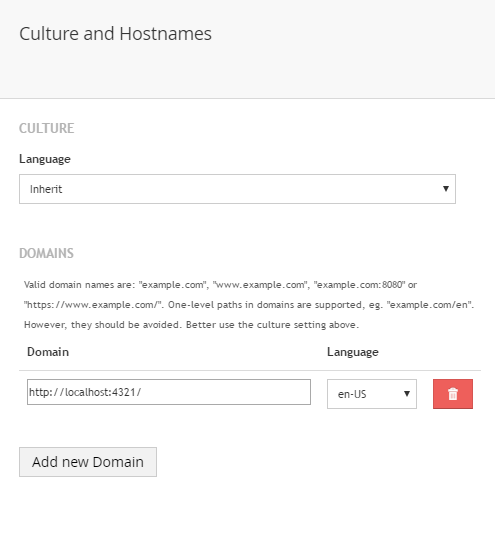 Culture and Hostnames
CULTURE
Language
Inherit
DOMAINS
Valid domain names are: "example.com", "www.example.com", "example.com:8080" or
"https://www.example.com/". One-level paths in domains are supported, eg. "example.com/en".
However, they should be avoided. Better use the culture setting above.
Domain Language
http://localhost:4321/ en-US
Add new Domain